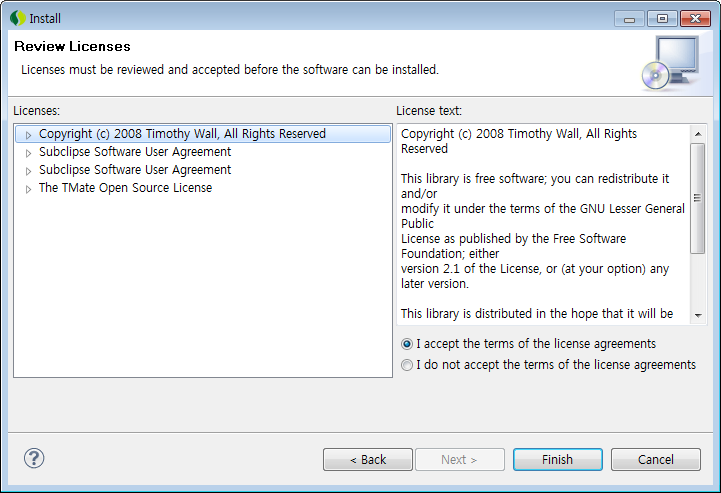 Install
Review Licenses
Licenses must be reviewed and accepted before the software can be installed.
Licenses:
Copyright (c) 2008 Timothy Wall, All Rights Reserved
Subclipse Software User Agreement
Subclipse Software User Agreement
The TMate Open Source License
License text:
Copyright (c) 2008 Timothy Wall, All Rights
Reserved
This library is free software; you can redistribute it
and/or
modify it under the terms of the GNU Lesser General
Public
License as published by the Free Software
Foundation; either
version 2.1 of the License, or (at your option) any
later version.
This library is distributed in the hope that it will be
I accept the terms of the license agreements
I do not accept the terms of the license agreements
?
< Back
Next >
Finish
Cancel